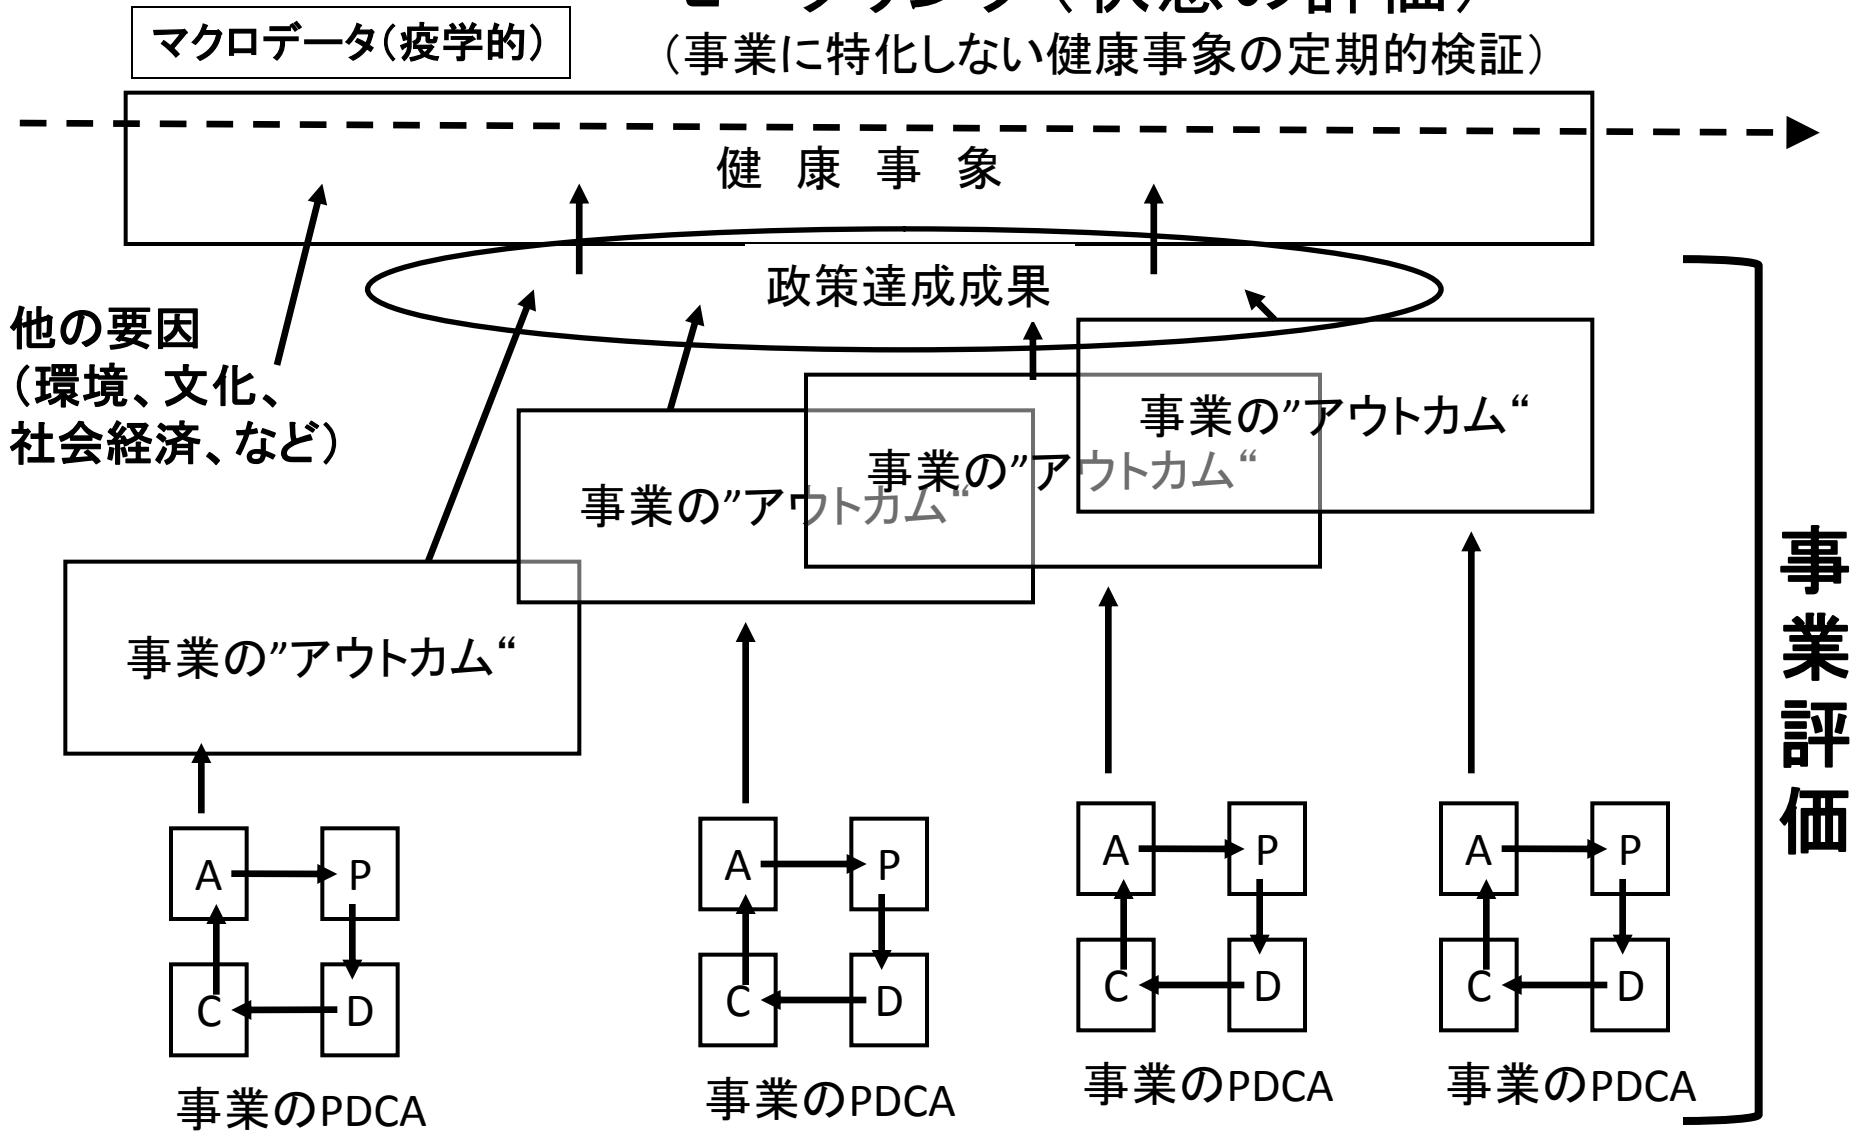 マクロデータ（疫学的）
（事業に特化しない健康事象の定期的検証）
健 康 事 象
政策達成成果
他の要因
（環境、文化、
社会経済、など）
事業の”アウトカム“
事業の”アウトカム“
事業の”アウトカム“
事業の”アウトカム“
事業評価
A P
C D
事業のPDCA
A P
C D
事業のPDCA
A P
C D
事業のPDCA
A P
C D
事業のPDCA